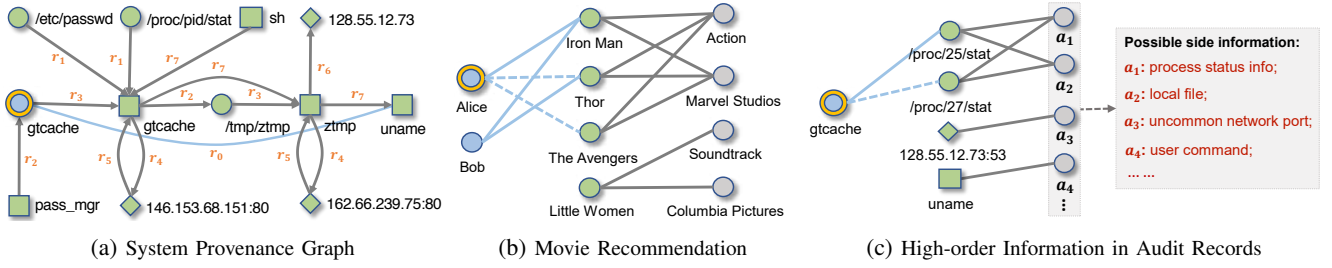 /etc/passwd
/proc/pid/stat
sh
128.55.12.73
r1
r1
r7
r7
r6
r3
r2
r3
r7
gtcache
gtcache
/tmp/ztmp
ztmp
uname
r0
r2
r5
r4
r5
r4
pass_mgr
146.153.68.151:80
162.66.239.75:80
(a) System Provenance Graph
Alice
Bob
Iron Man
Thor
The Avengers
Little Women
Action
Marvel Studios
Soundtrack
Columbia Pictures
(b) Movie Recommendation
gtcache
/proc/25/stat
/proc/27/stat
128.55.12.73:53
uname
a1
a2
a3
a4
⋮
Possible side information:
a1: process status info;
a2: local file;
a3: uncommon network port;
a4: user command;
... ...
(c) High-order Information in Audit Records